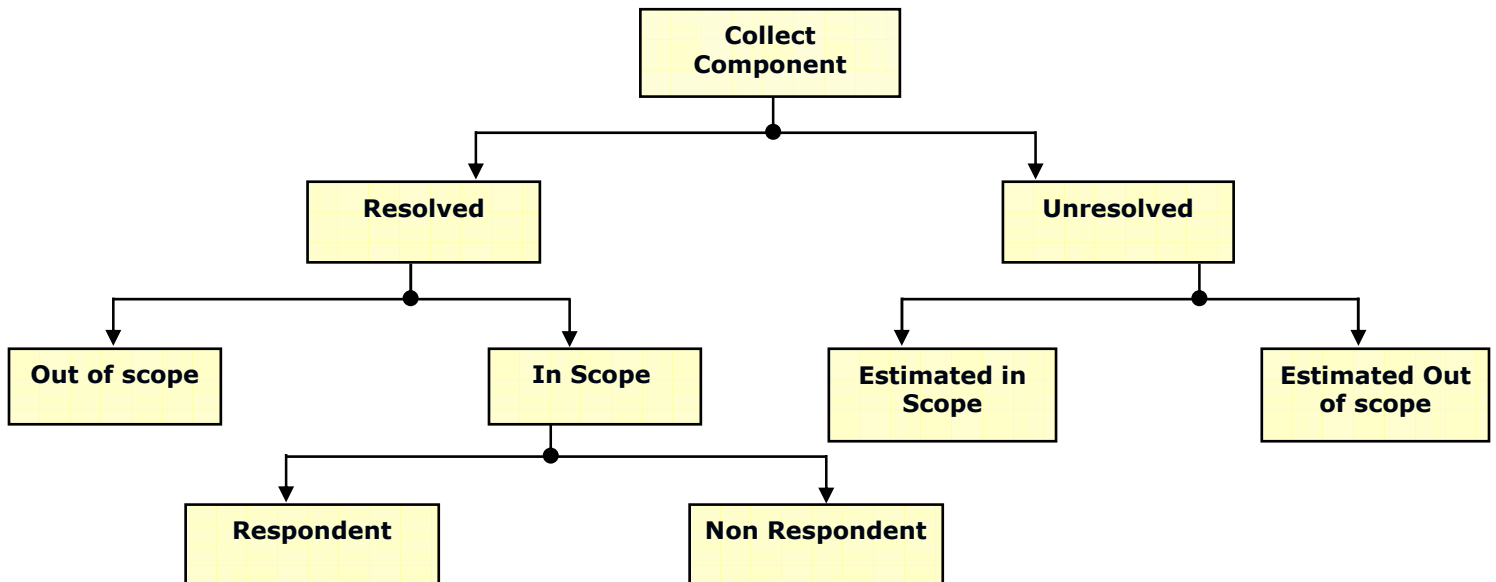 Collect
Component
Resolved
Unresolved
Out of scope
In Scope
Estimated in
Scope
Estimated Out
of scope
Respondent
Non Respondent